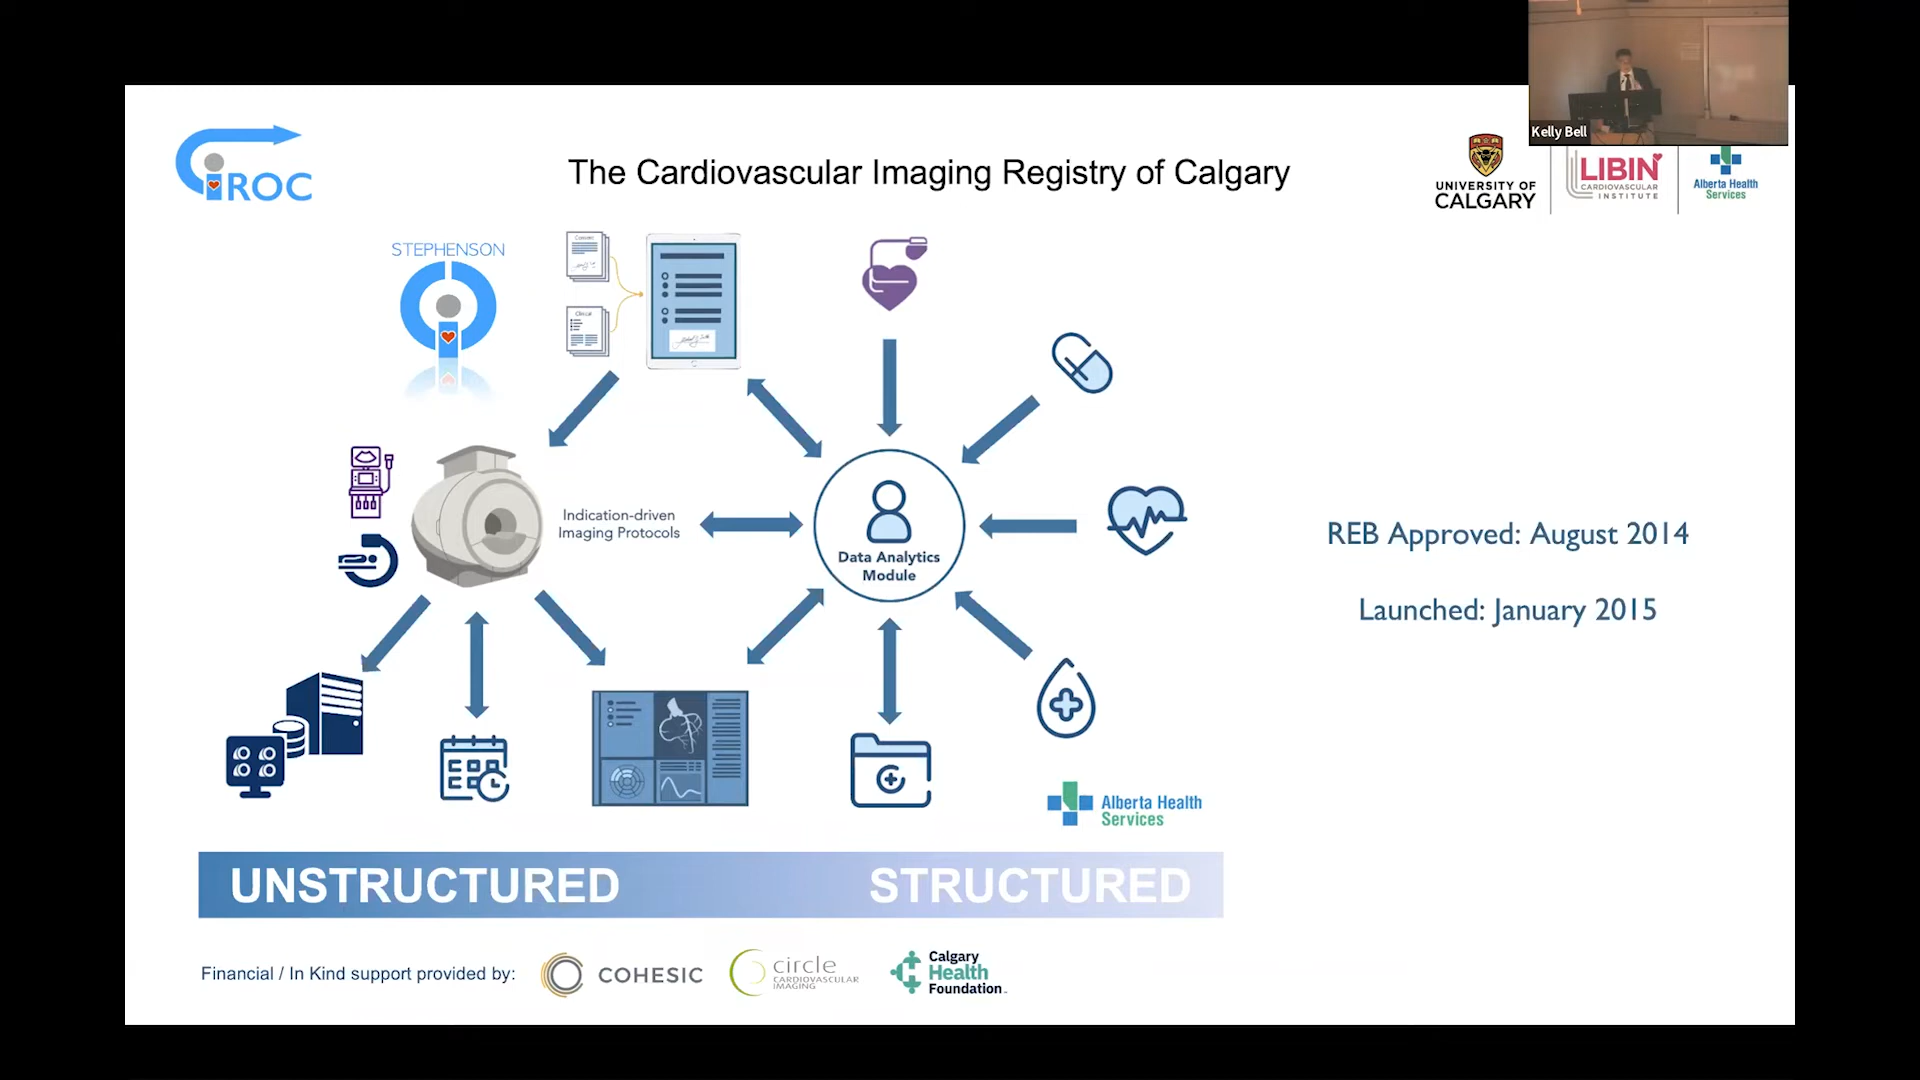 Kelly Bell
iROC
The Cardiovascular Imaging Registry of Calgary
UNIVERSITY OF
CALGARY
LIBIN
CARDIOVASCULAR
INSTITUTE
Alberta Health
Services
STEPHENSON
Consent
Clinical
Indication-driven
Imaging Protocols
Data Analytics
Module
REB Approved: August 2014
Launched: January 2015
Alberta Health
Services
UNSTRUCTURED
STRUCTURED
Financial / In Kind support provided by:
COHESIC
circle
CARDIOVASCULAR
IMAGING
Calgary
Health
Foundation